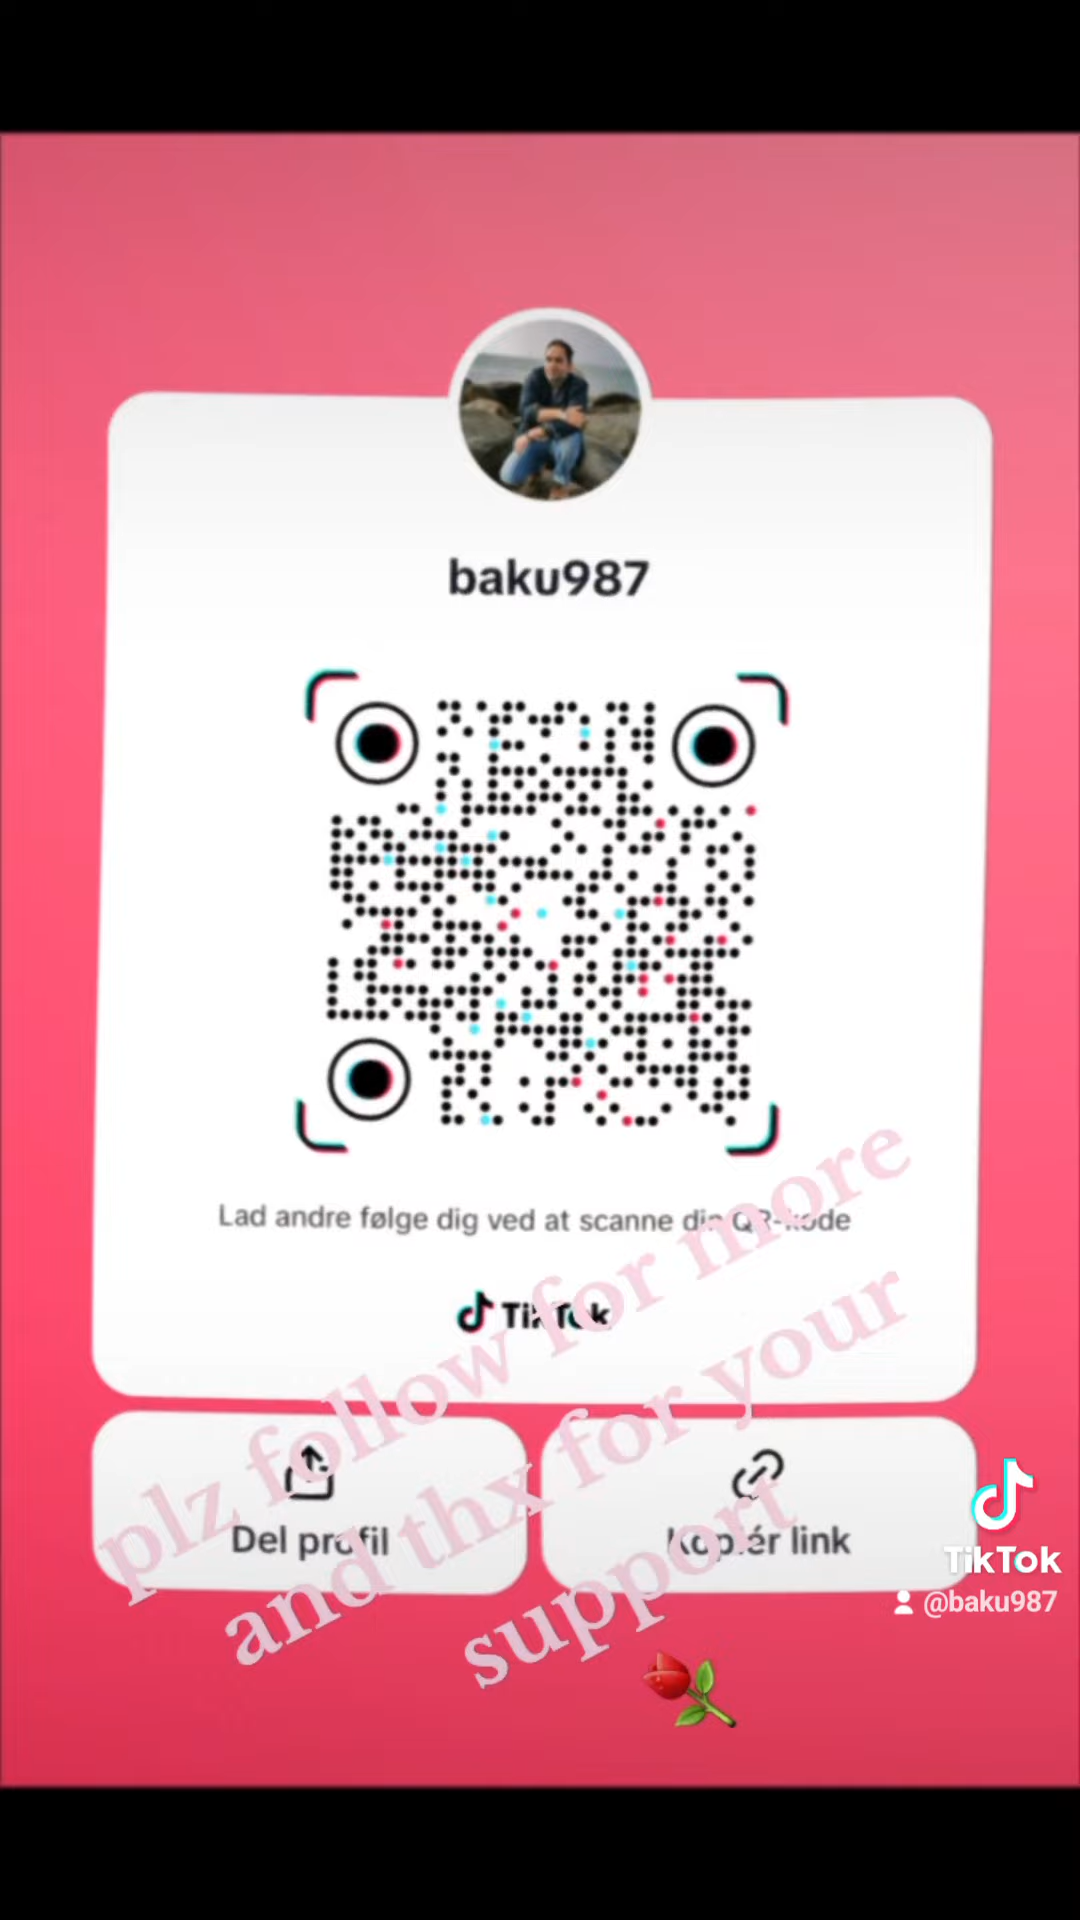 baku987
Lad andre følge dig ved at scanne din QR-kode
TikTok
Del profil
Kopiér link
plz follow for more
and thx for your
support
TikTok
@baku987